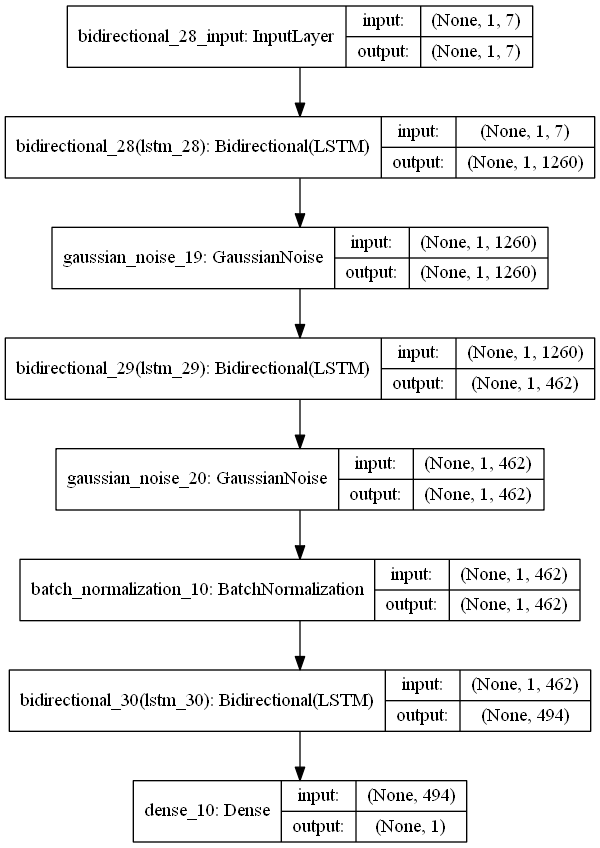 bidirectional_28_input: InputLayer
input: (None, 1, 7)
output: (None, 1, 7)
bidirectional_28(lstm_28): Bidirectional(LSTM)
input: (None, 1, 7)
output: (None, 1, 1260)
gaussian_noise_19: GaussianNoise
input: (None, 1, 1260)
output: (None, 1, 1260)
bidirectional_29(lstm_29): Bidirectional(LSTM)
input: (None, 1, 1260)
output: (None, 1, 462)
gaussian_noise_20: GaussianNoise
input: (None, 1, 462)
output: (None, 1, 462)
batch_normalization_10: BatchNormalization
input: (None, 1, 462)
output: (None, 1, 462)
bidirectional_30(lstm_30): Bidirectional(LSTM)
input: (None, 1, 462)
output: (None, 494)
dense_10: Dense
input: (None, 494)
output: (None, 1)